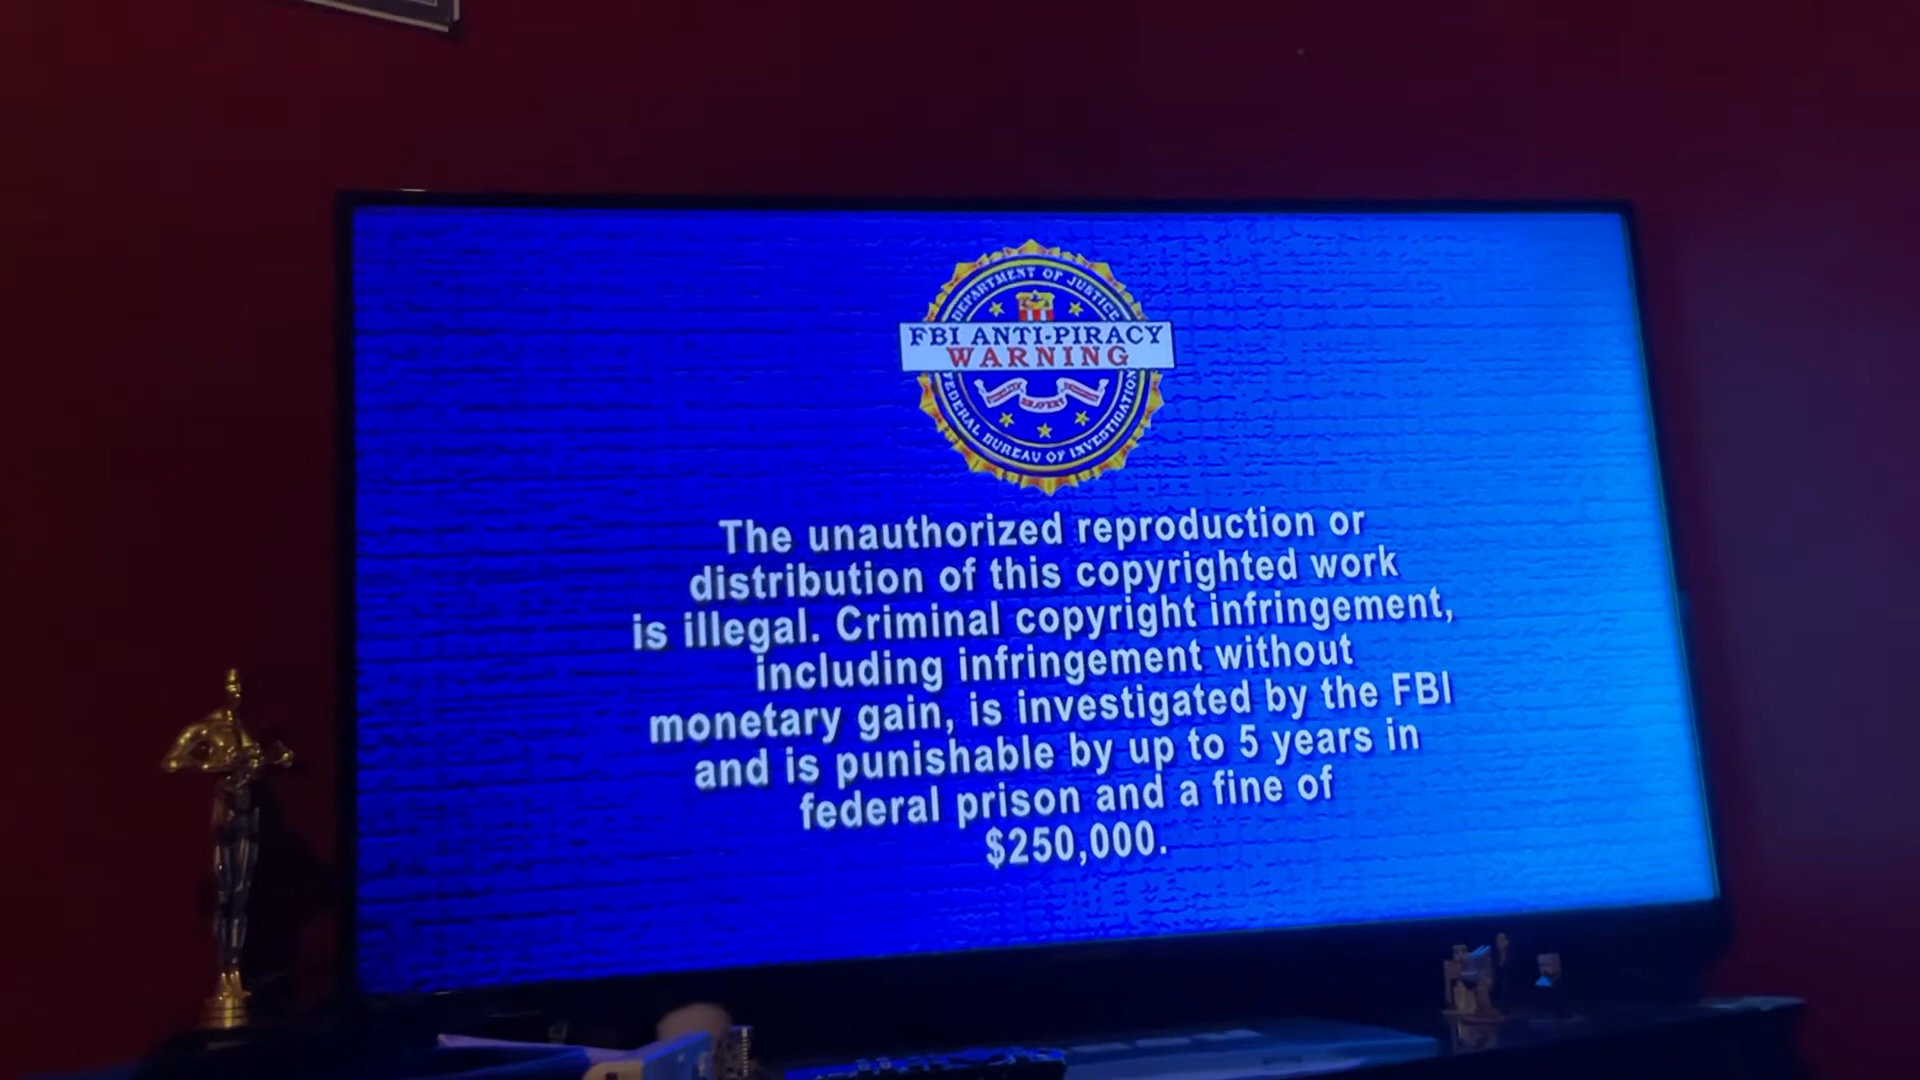 DEPARTMENT OF JUSTICE
FBI ANTI-PIRACY
WARNING
BRAVERY
FEDERAL BUREAU OF INVESTIGATION
The unauthorized reproduction or
distribution of this copyrighted work
is illegal. Criminal copyright infringement,
including infringement without
monetary gain, is investigated by the FBI
and is punishable by up to 5 years in
federal prison and a fine of
$250,000.